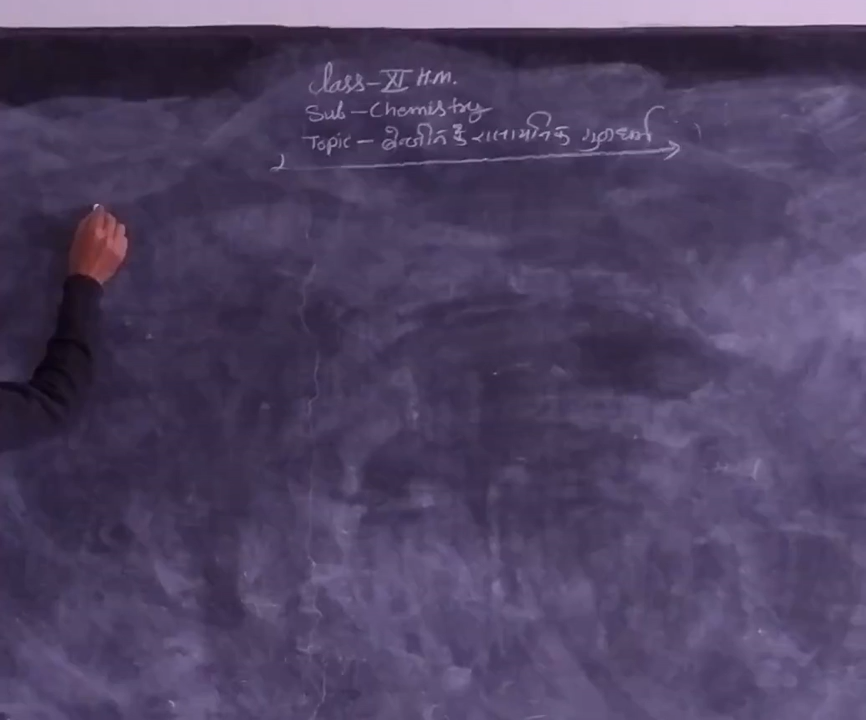 Class-XI H.M.
Sub-Chemistry
Topic - बेन्जीन के रासायनिक गुणधर्म